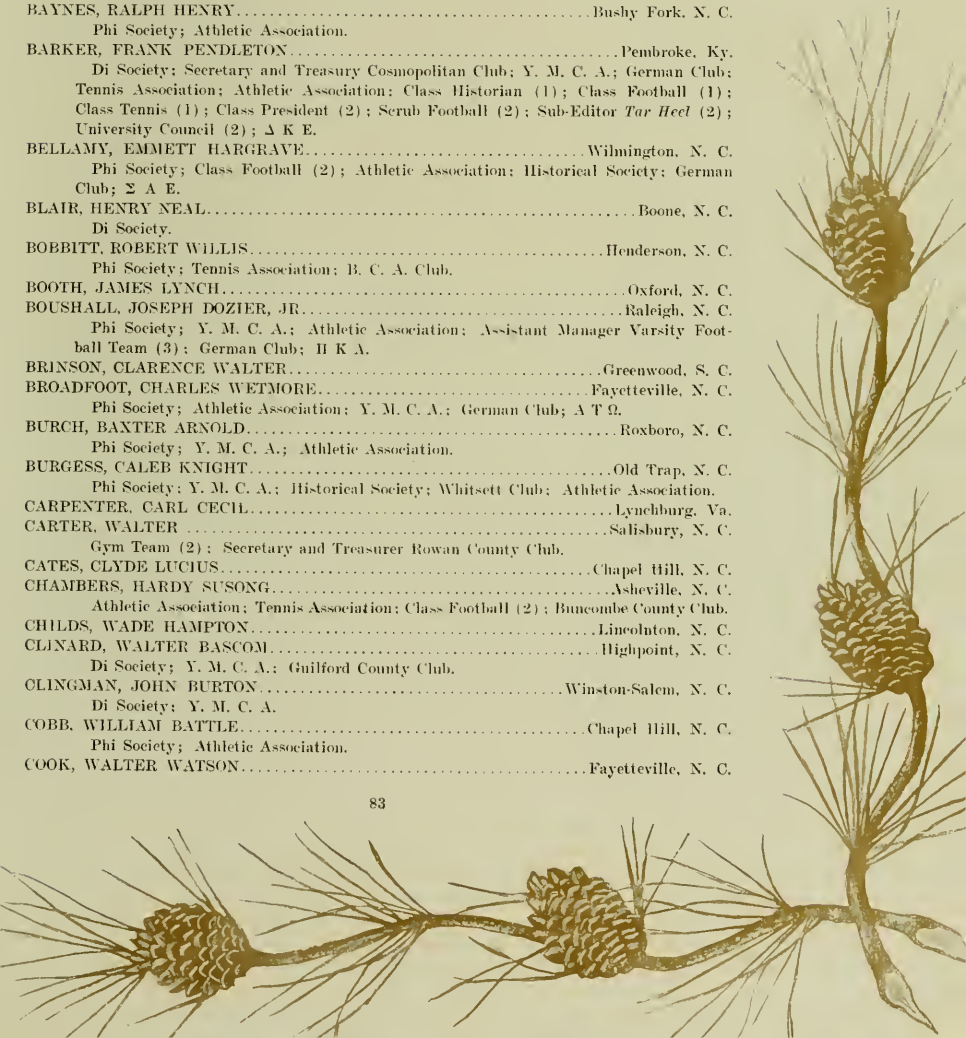 BAYNES, RALPH HENRY........Bushy Fork, N. C.
Phi Society; Athletic Association.
BARKER, FRANK PENDLETON........Pembroke, Ky.
Di Society; Secretary and Treasury Cosmopolitan Club; Y. M. C. A.; German Club;
Tennis Association; Athletic Association; Class Historian (1); Class Football (1);
Class Tennis (1); Class President (2); Scrub Football (2); Sub-Editor Tar Heel (2);
University Council (2); Δ K E.
BELLAMY, EMMETT HARGRAVE........Wilmington, N. C.
Phi Society; Class Football (2); Athletic Association; Historical Society; German
Club; Σ A E.
BLAIR, HENRY NEAL........Boone, N. C.
Di Society.
BOBBITT, ROBERT WILLIS........Henderson, N. C.
Phi Society; Tennis Association; B. C. A. Club.
BOOTH, JAMES LYNCH........Oxford, N. C.
BOUSHALL, JOSEPH DOZIER, JR........Raleigh, N. C.
Phi Society; Y. M. C. A.; Athletic Association; Assistant Manager Varsity Foot-
ball Team (3); German Club; Π K A.
BRINSON, CLARENCE WALTER........Greenwood, S. C.
BROADFOOT, CHARLES WETMORE........Fayetteville, N. C.
Phi Society; Athletic Association; Y. M. C. A.; German Club; A T Ω.
BURCH, BAXTER ARNOLD........Roxboro, N. C.
Phi Society; Y. M. C. A.; Athletic Association.
BURGESS, CALEB KNIGHT........Old Trap, N. C.
Phi Society; Y. M. C. A.; Historical Society; Whitsett Club; Athletic Association.
CARPENTER, CARL CECIL........Lynchburg, Va.
CARTER, WALTER ........Salisbury, N. C.
Gym Team (2); Secretary and Treasurer Rowan County Club.
CATES, CLYDE LUCIUS........Chapel Hill, N. C.
CHAMBERS, HARDY SUSONG........Asheville, N. C.
Athletic Association; Tennis Association; Class Football (2); Buncombe County Club.
CHILDS, WADE HAMPTON........Lincolnton, N. C.
CLINARD, WALTER BASCOM........Highpoint, N. C.
Di Society; Y. M. C. A.; Guilford County Club.
CLINGMAN, JOHN BURTON........Winston-Salem, N. C.
Di Society; Y. M. C. A.
COBB, WILLIAM BATTLE........Chapel Hill, N. C.
Phi Society; Athletic Association.
COOK, WALTER WATSON........Fayetteville, N. C.
83